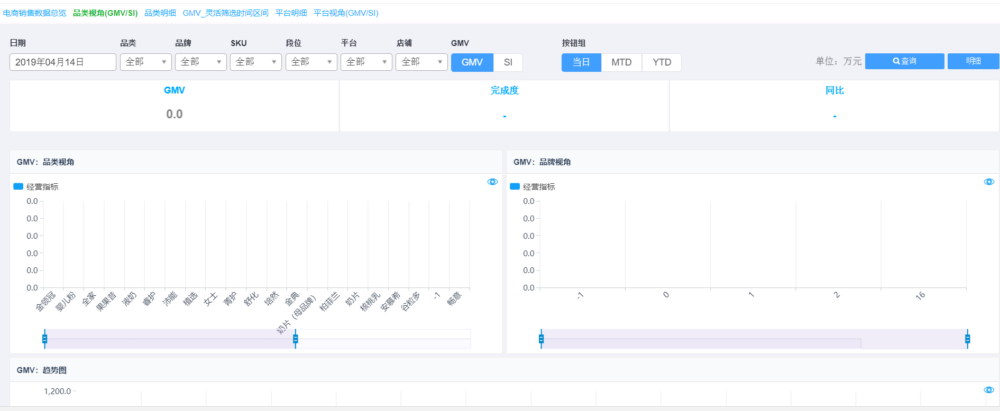 电商销售数据总览 品类视角(GMV/SI) 品类明细 GMV_灵活筛选时间区间 平台明细 平台视角(GMV/SI)
日期 品类 品牌 SKU 段位 平台 店铺 GMV 按钮组
2019年04月14日 全部 全部 全部 全部 全部 全部 GMV SI 当日 MTD YTD 单位：万元 查询 明细
GMV 完成度 同比
0.0 - -
GMV：品类视角
经营指标
0.0
0.0
0.0
0.0
0.0
0.0
金领冠 婴儿粉 全家 果果昔 液奶 睿护 沛能 植选 女士 菁护 舒化 培然 金典 奶片（母品牌） 柏菲兰 奶片 核桃乳 安慕希 谷粒多 -1 畅意
GMV：品牌视角
经营指标
0.0
0.0
0.0
0.0
0.0
0.0
-1 0 1 2 16
GMV：趋势图
1,200.0